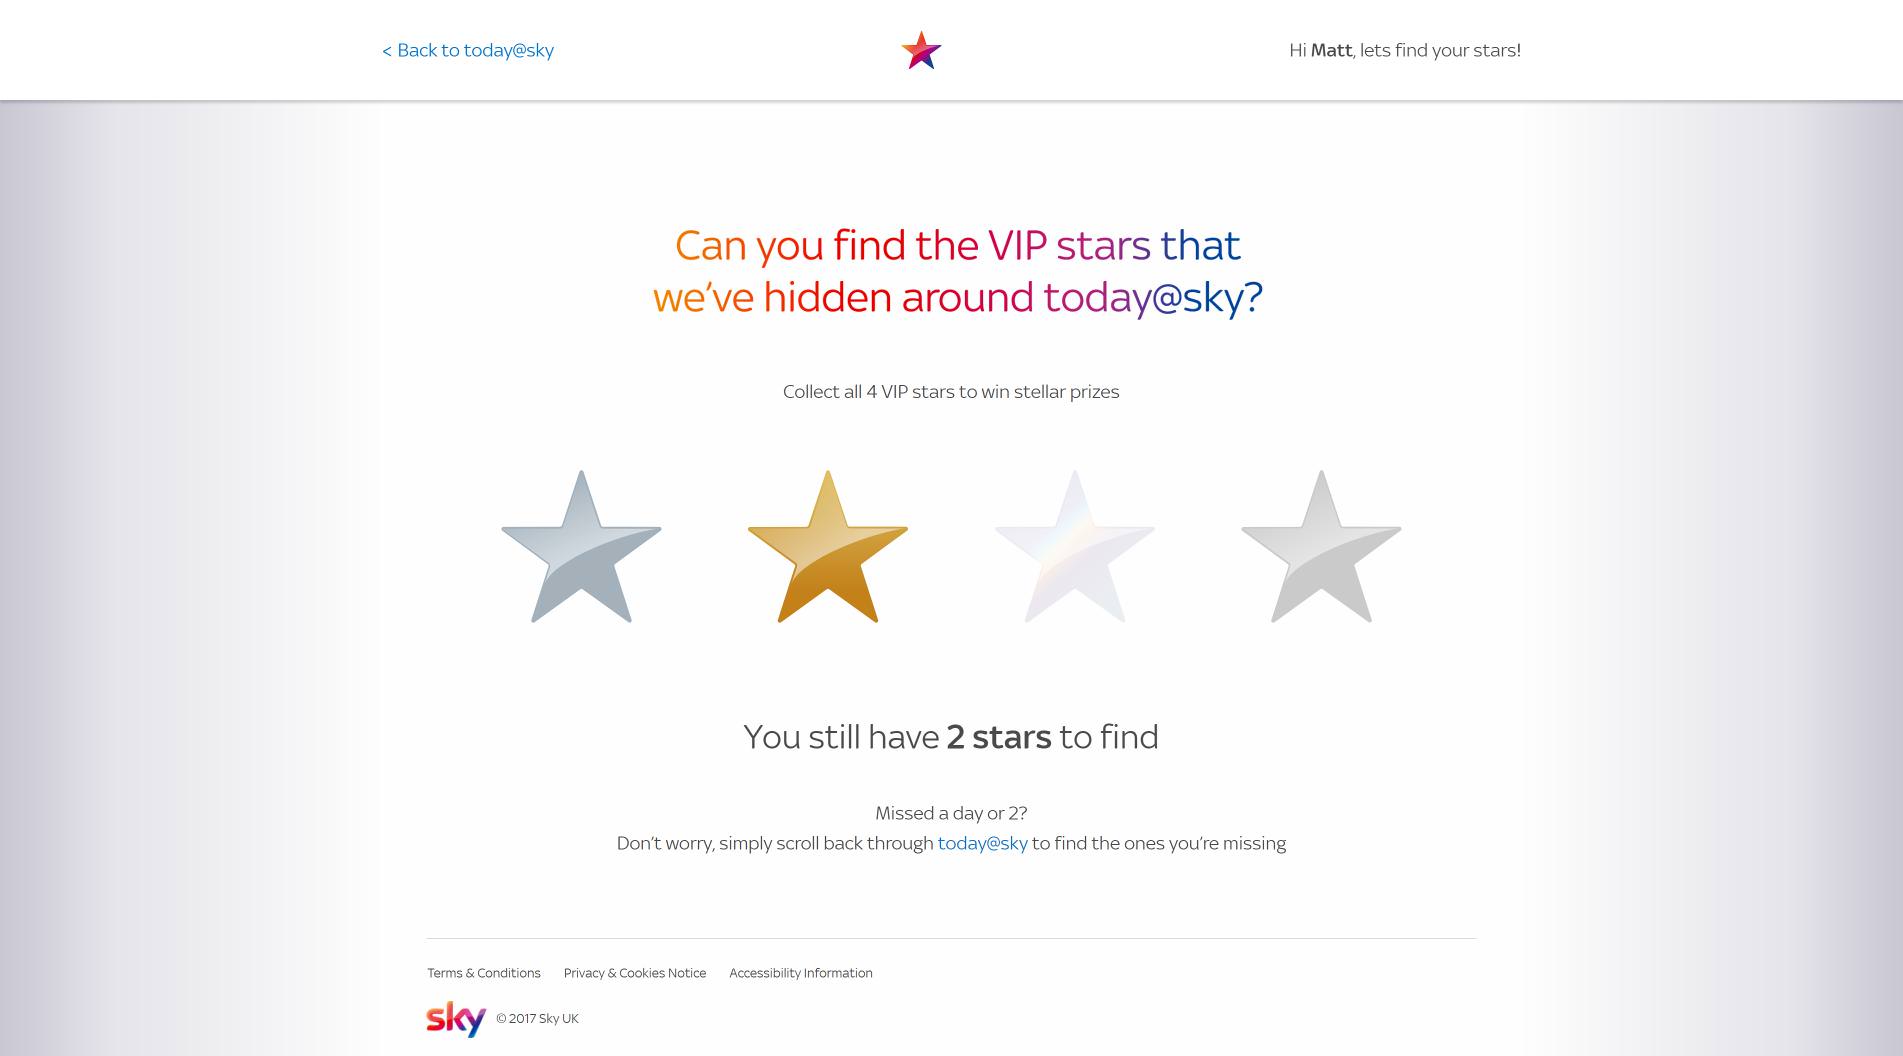 < Back to today@sky
Hi Matt, lets find your stars!
Can you find the VIP stars that
we've hidden around today@sky?
Collect all 4 VIP stars to win stellar prizes
You still have 2 stars to find
Missed a day or 2?
Don't worry, simply scroll back through today@sky to find the ones you're missing
Terms & Conditions Privacy & Cookies Notice Accessibility Information
sky © 2017 Sky UK